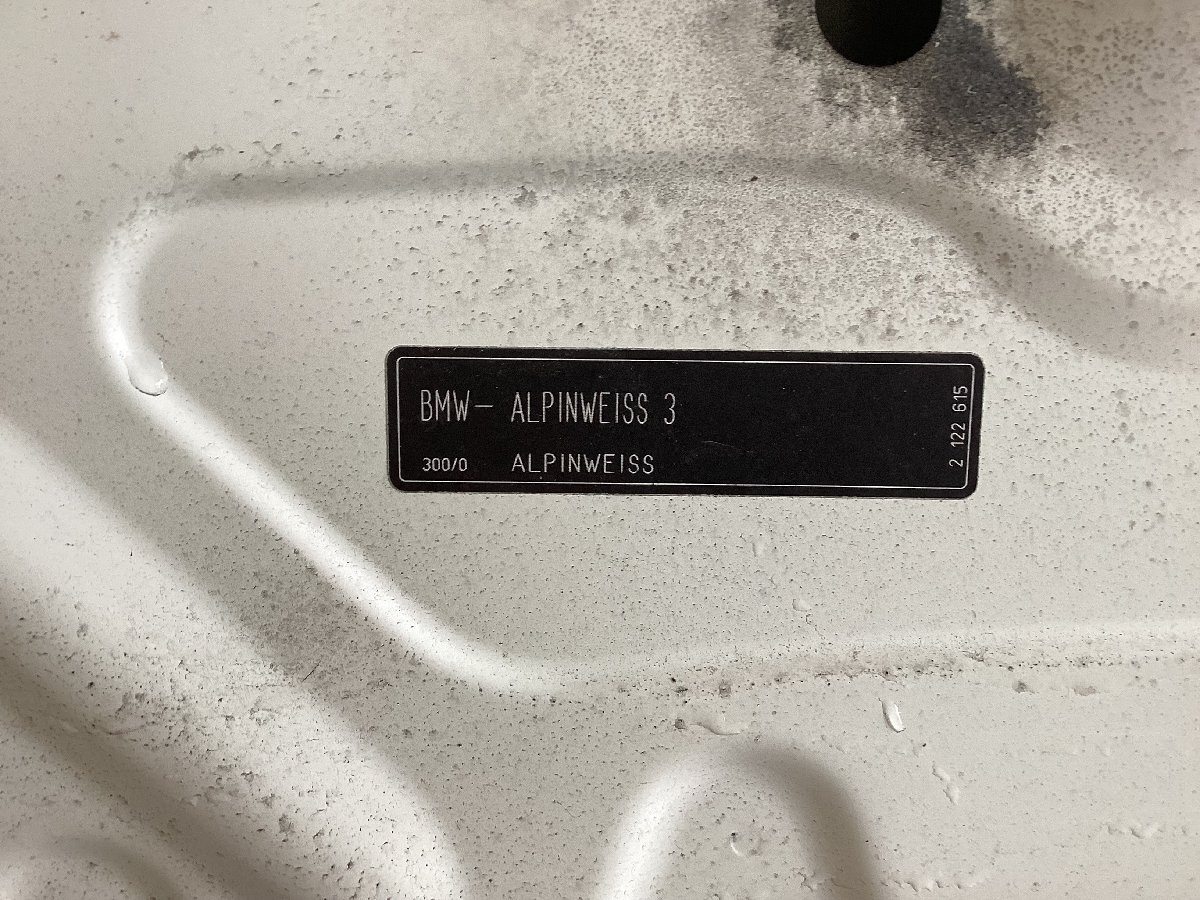 BMW- ALPINWEISS 3
300/0 ALPINWEISS
2 122 615